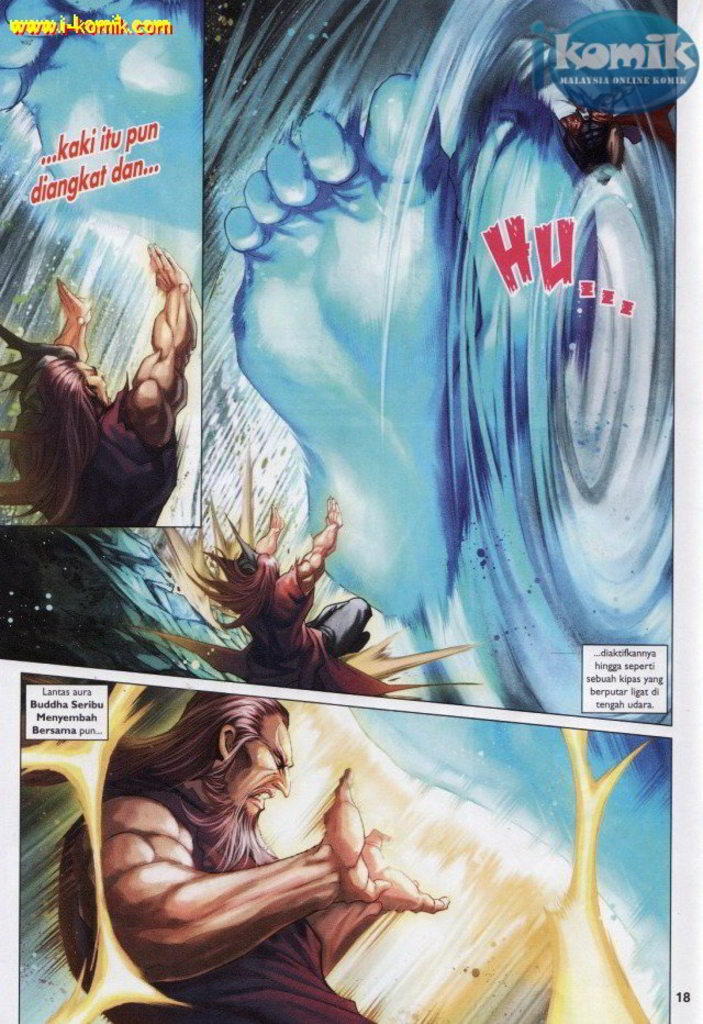 www.i-komik.com
ikomik
MALAYSIA ONLINE KOMIK
...kaki itu pun
diangkat dan...
HU...
...diaktifkannya
hingga seperti
sebuah kipas yang
berputar ligat di
tengah udara.
Lantas aura
Buddha Seribu
Menyembah
Bersama pun...
18